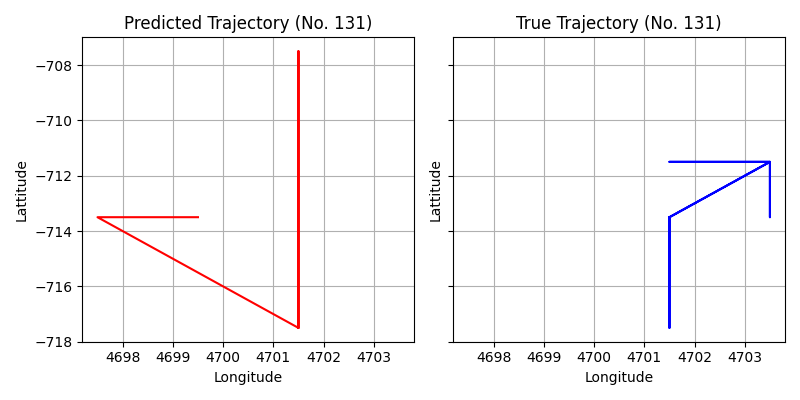 Predicted Trajectory (No. 131)
True Trajectory (No. 131)
Lattitude
−708
−710
−712
−714
−716
−718
4698 4699 4700 4701 4702 4703
Longitude
Lattitude
4698 4699 4700 4701 4702 4703
Longitude